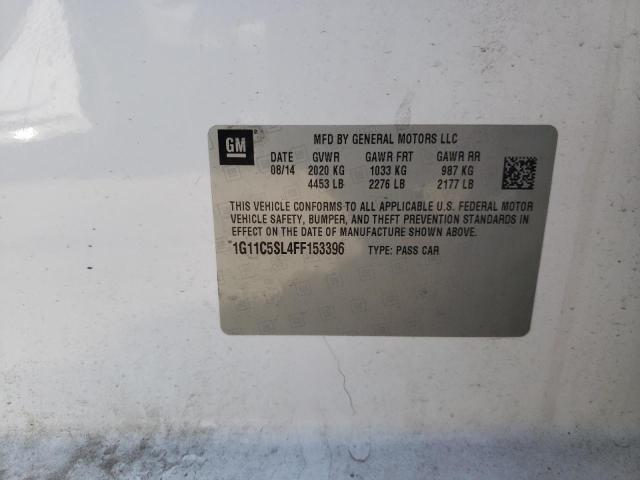 GM
MFD BY GENERAL MOTORS LLC
DATE GVWR GAWR FRT GAWR RR
08/14 2020 KG 1033 KG 987 KG
4453 LB 2276 LB 2177 LB
THIS VEHICLE CONFORMS TO ALL APPLICABLE U.S. FEDERAL MOTOR
VEHICLE SAFETY, BUMPER, AND THEFT PREVENTION STANDARDS IN
EFFECT ON THE DATE OF MANUFACTURE SHOWN ABOVE.
1G11C5SL4FF153396 TYPE: PASS CAR